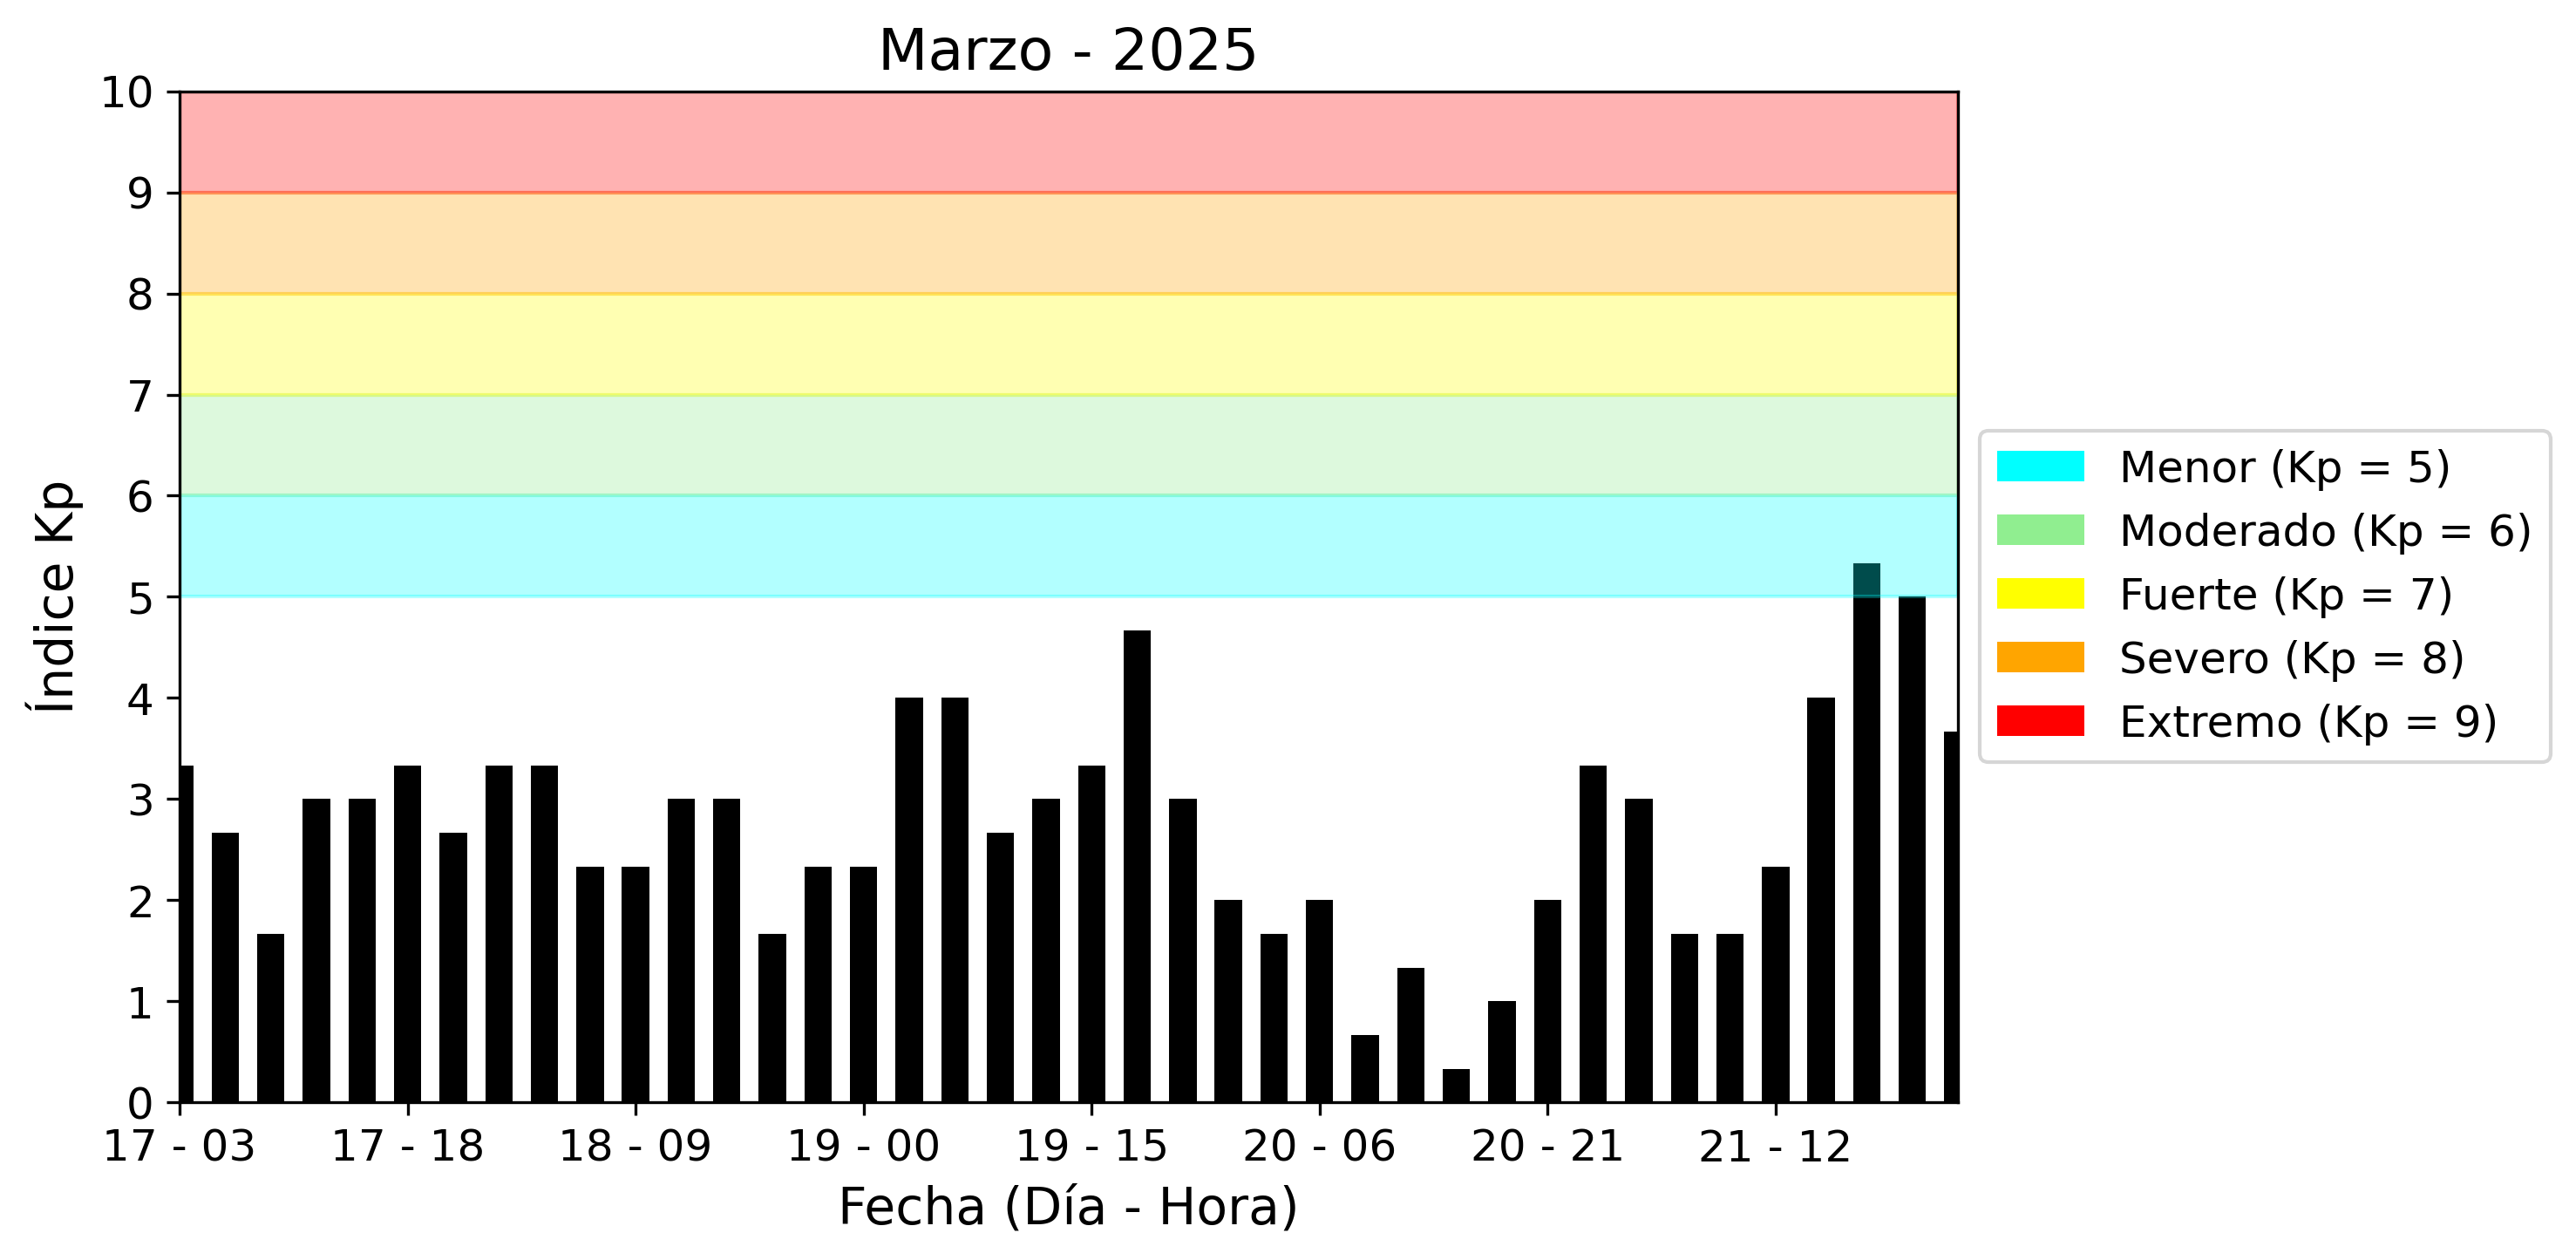 Marzo - 2025
10
9
8
7
6
5
4
3
2
1
0
Índice Kp
17 - 03
17 - 18
18 - 09
19 - 00
19 - 15
20 - 06
20 - 21
21 - 12
Fecha (Día - Hora)
Menor (Kp = 5)
Moderado (Kp = 6)
Fuerte (Kp = 7)
Severo (Kp = 8)
Extremo (Kp = 9)